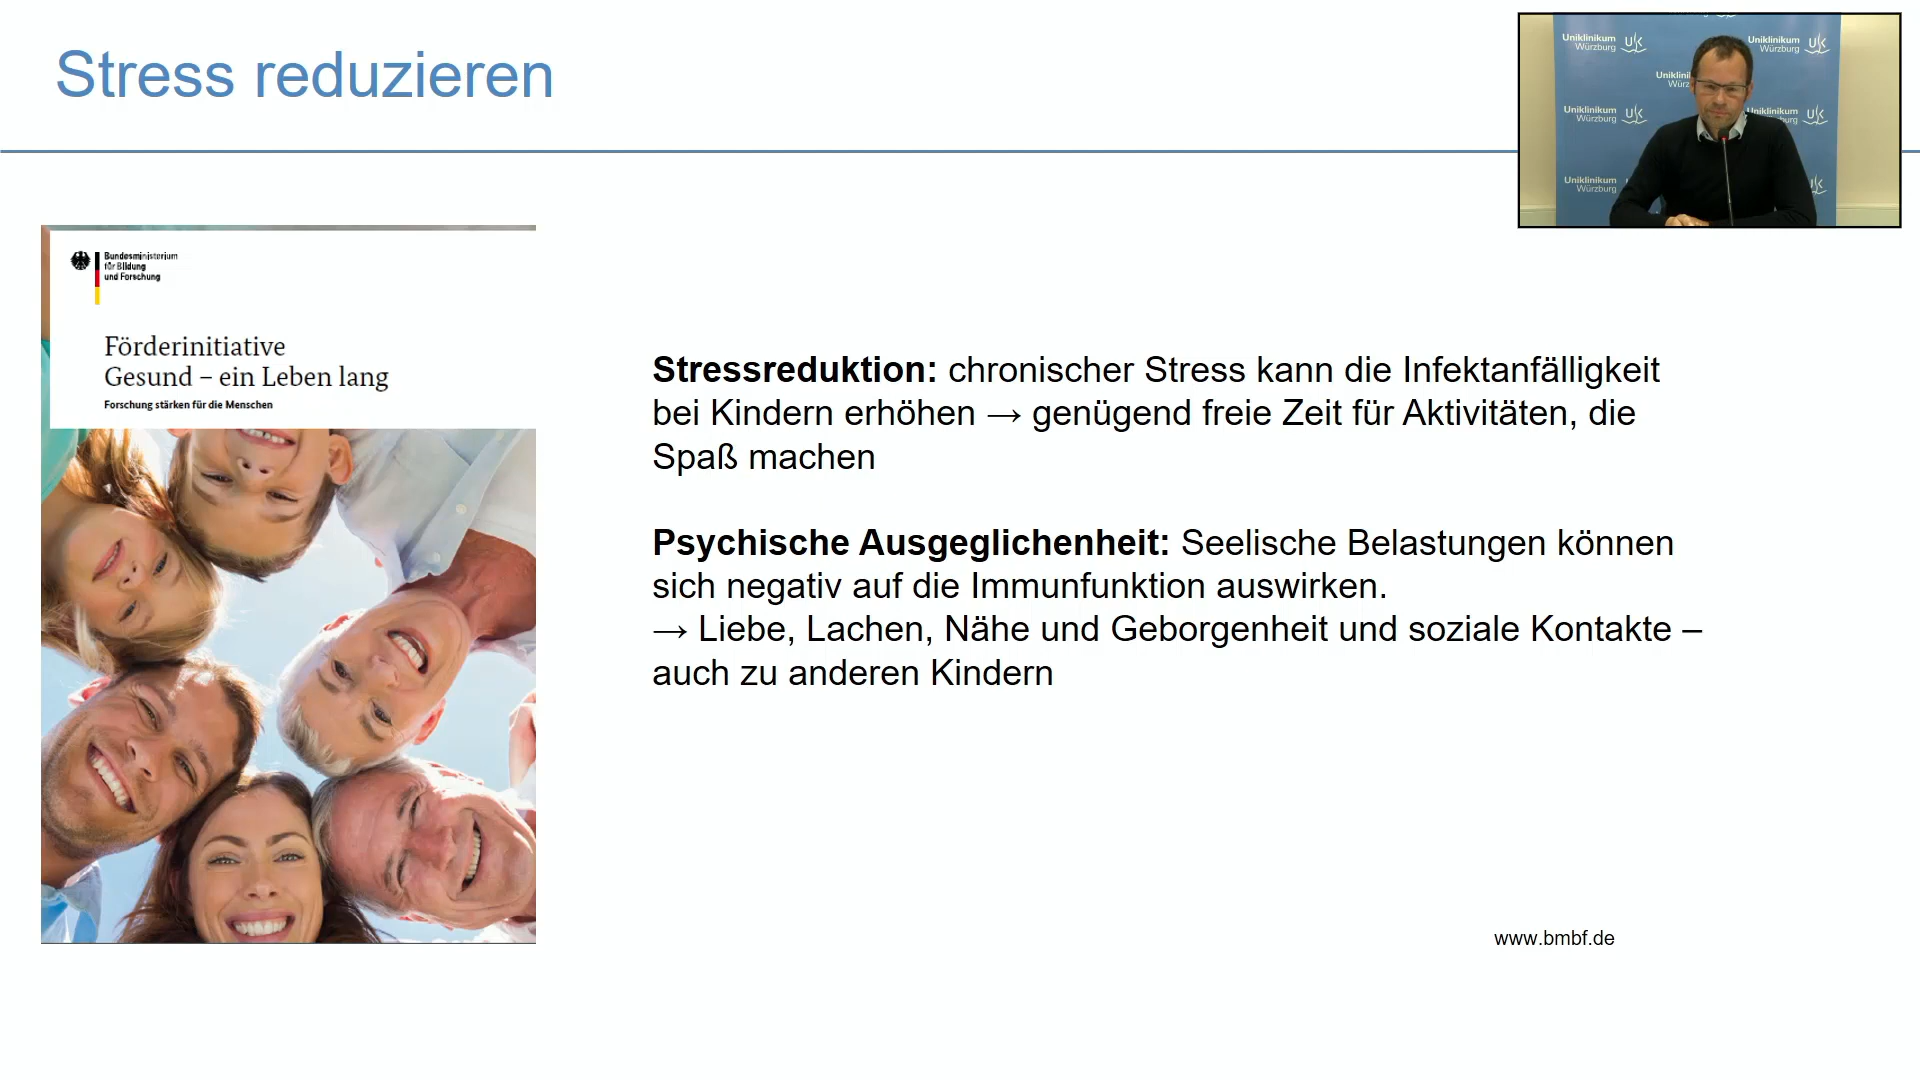 Stress reduzieren
Uniklinikum
Würzburg
Uniklinikum
Würzburg
Uniklinikum
Würzburg
Uniklinikum
Würzburg
Bundesministerium
für Bildung
und Forschung
Förderinitiative
Gesund – ein Leben lang
Forschung stärken für die Menschen
Stressreduktion: chronischer Stress kann die Infektanfälligkeit
bei Kindern erhöhen → genügend freie Zeit für Aktivitäten, die
Spaß machen
Psychische Ausgeglichenheit: Seelische Belastungen können
sich negativ auf die Immunfunktion auswirken.
→ Liebe, Lachen, Nähe und Geborgenheit und soziale Kontakte –
auch zu anderen Kindern
www.bmbf.de